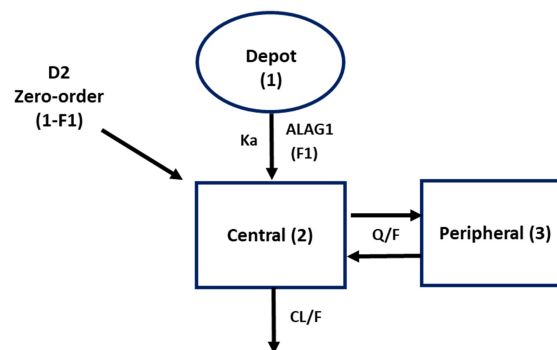 Depot
(1)
D2
Zero-order
(1-F1)
Ka
ALAG1
(F1)
Central (2)
Q/F
Peripheral (3)
CL/F